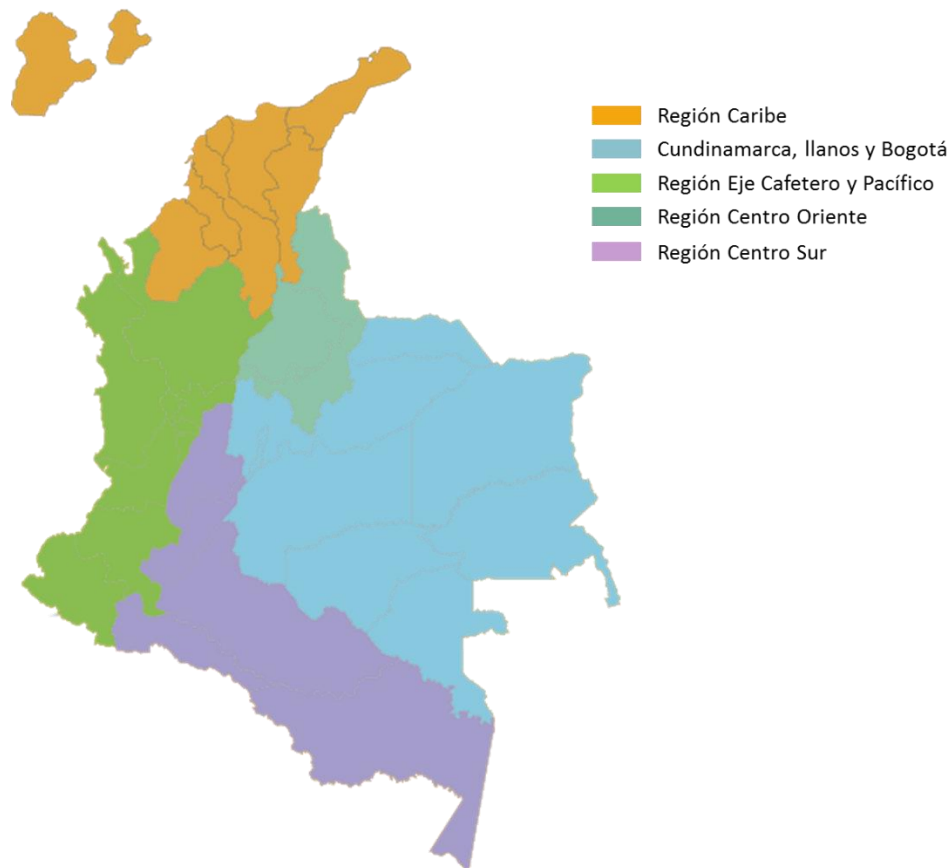 Región Caribe
Cundinamarca, llanos y Bogotá
Región Eje Cafetero y Pacífico
Región Centro Oriente
Región Centro Sur